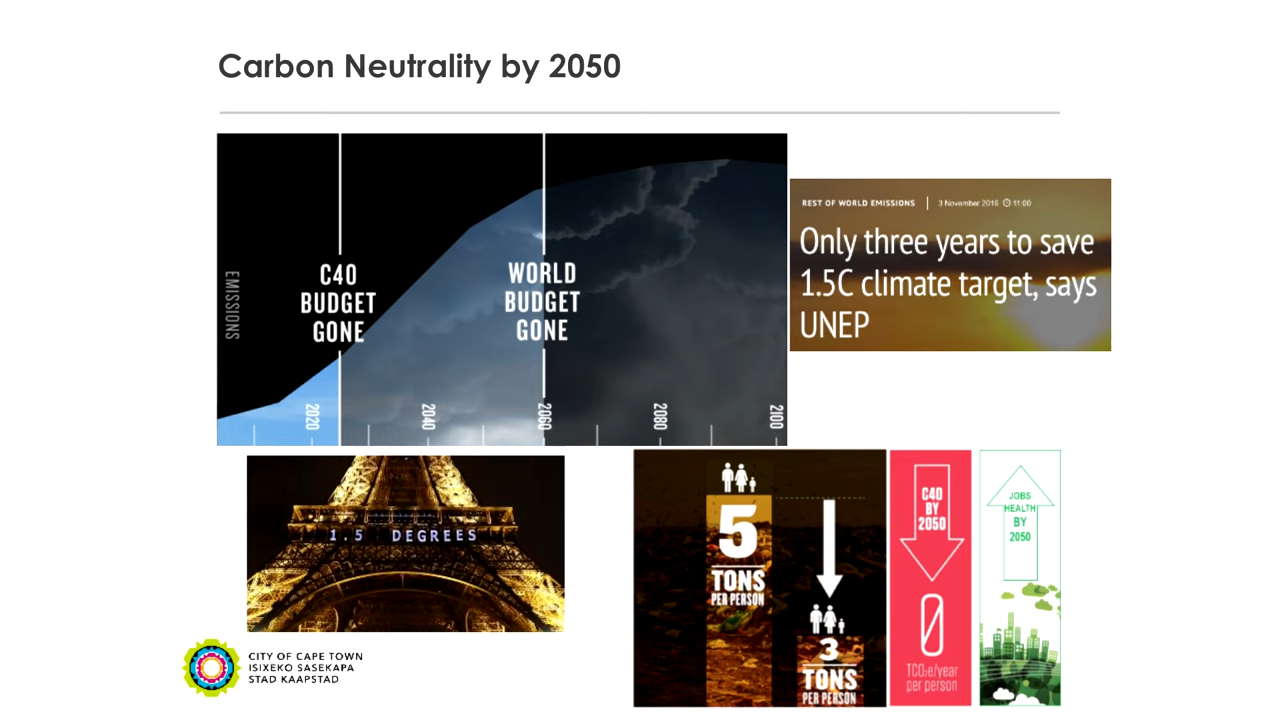 Carbon Neutrality by 2050
EMISSIONS
C40
BUDGET
GONE
WORLD
BUDGET
GONE
2020
2040
2060
2080
2100
REST OF WORLD EMISSIONS | 3 November 2016 11:00
Only three years to save
1.5C climate target, says
UNEP
1.5 DEGREES
5
TONS
PER PERSON
3
TONS
PER PERSON
C40
BY
2050
0
TCO₂e/year
per person
JOBS
HEALTH
BY
2050
CITY OF CAPE TOWN
ISIXEKO SASEKAPA
STAD KAAPSTAD